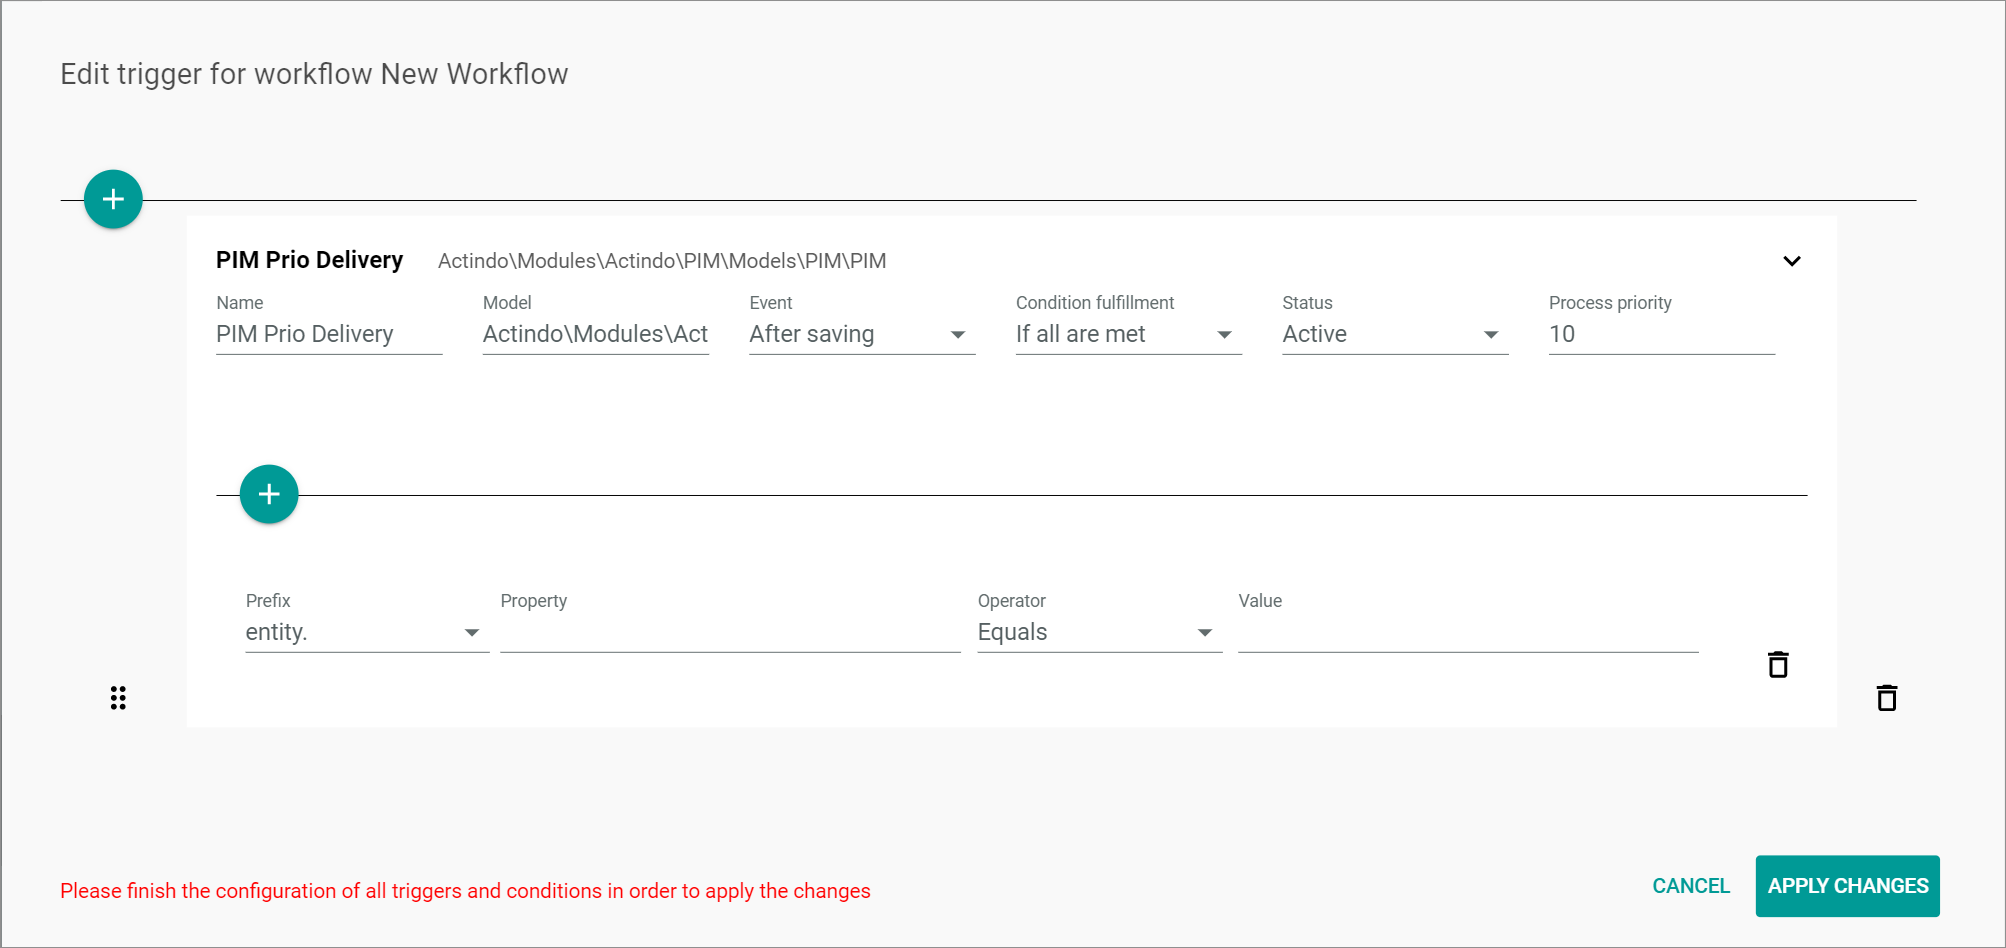 Edit trigger for workflow New Workflow
PIM Prio Delivery Actindo\Modules\Actindo\PIM\Models\PIM\PIM
Name Model Event Condition fulfillment Status Process priority
PIM Prio Delivery Actindo\Modules\Act After saving If all are met Active 10
Prefix Property Operator Value
entity. Equals
Please finish the configuration of all triggers and conditions in order to apply the changes
CANCEL APPLY CHANGES